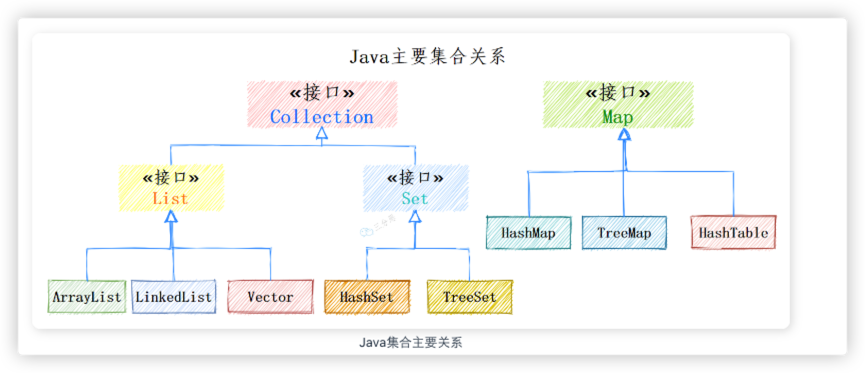 Java主要集合关系
«接口»
Collection
«接口»
Map
«接口»
List
«接口»
Set
HashMap
TreeMap
HashTable
ArrayList
LinkedList
Vector
HashSet
TreeSet
Java集合主要关系